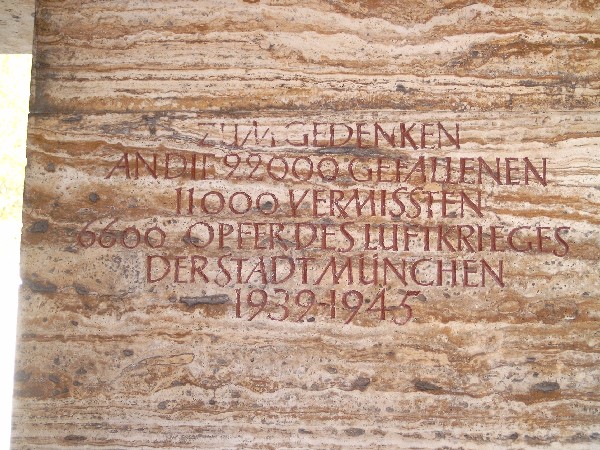 ZUM GEDENKEN
AN DIE 22000 GEFALLENEN
11000 VERMISSTEN
6600 OPFER DES LUFTKRIEGES
DER STADT MÜNCHEN
1939-1945